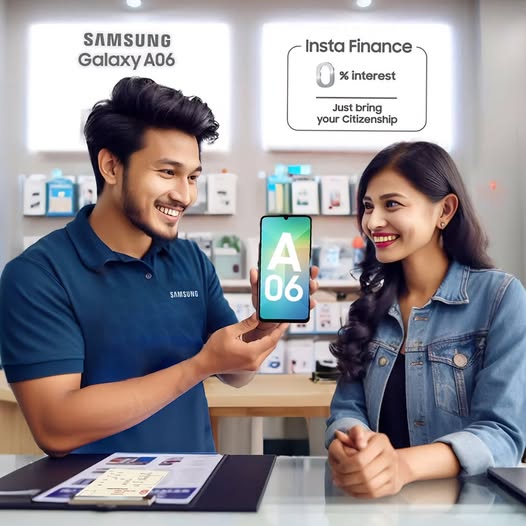 SAMSUNG
Galaxy A06
Insta Finance
0 % interest
Just bring
your Citizenship
A
06
SAMSUNG